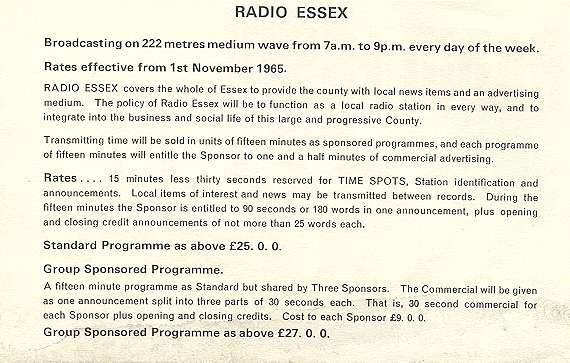 RADIO ESSEX
Broadcasting on 222 metres medium wave from 7a.m. to 9p.m. every day of the week.
Rates effective from 1st November 1965.
RADIO ESSEX covers the whole of Essex to provide the county with local news items and an advertising
medium. The policy of Radio Essex will be to function as a local radio station in every way, and to
integrate into the business and social life of this large and progressive County.
Transmitting time will be sold in units of fifteen minutes as sponsored programmes, and each programme
of fifteen minutes will entitle the Sponsor to one and a half minutes of commercial advertising.
Rates .... 15 minutes less thirty seconds reserved for TIME SPOTS, Station identification and
announcements. Local items of interest and news may be transmitted between records. During the
fifteen minutes the Sponsor is entitled to 90 seconds or 180 words in one announcement, plus opening
and closing credit announcements of not more than 25 words each.
Standard Programme as above £25. 0. 0.
Group Sponsored Programme.
A fifteen minute programme as Standard but shared by Three Sponsors. The Commercial will be given
as one announcement split into three parts of 30 seconds each. That is, 30 second commercial for
each Sponsor plus opening and closing credits. Cost to each Sponsor £9. 0. 0.
Group Sponsored Programme as above £27. 0. 0.